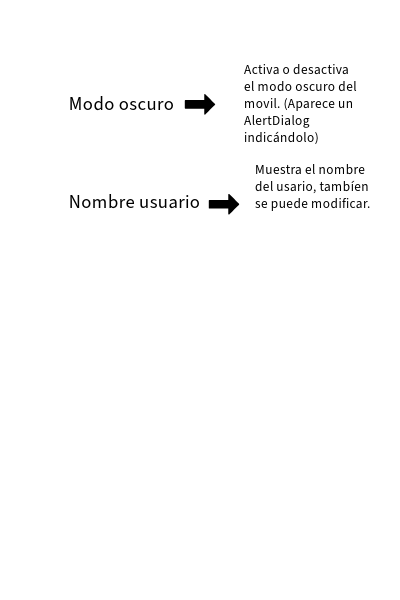 Modo oscuro
Activa o desactiva
el modo oscuro del
movil. (Aparece un
AlertDialog
indicándolo)
Nombre usuario
Muestra el nombre
del usario, tambíen
se puede modificar.